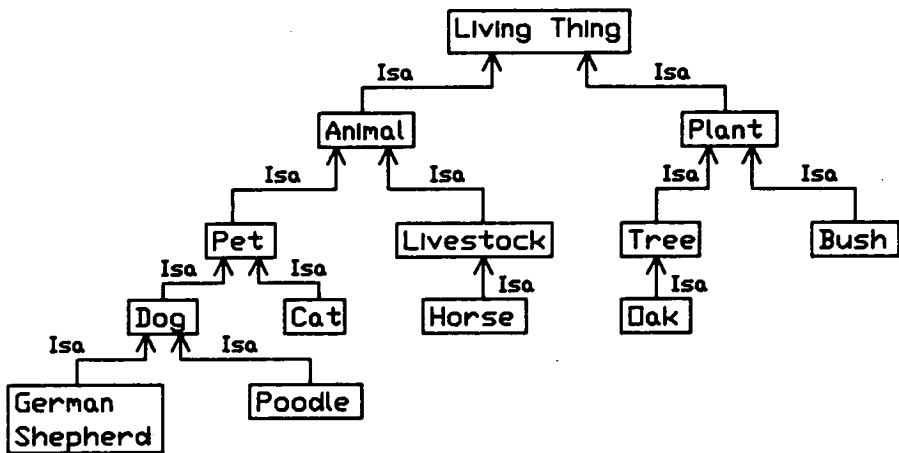 Living Thing
Isa
Isa
Animal
Plant
Isa
Isa
Isa
Isa
Pet
Livestock
Tree
Bush
Isa
Isa
Isa
Isa
Dog
Cat
Horse
Oak
Isa
Isa
German
Shepherd
Poodle